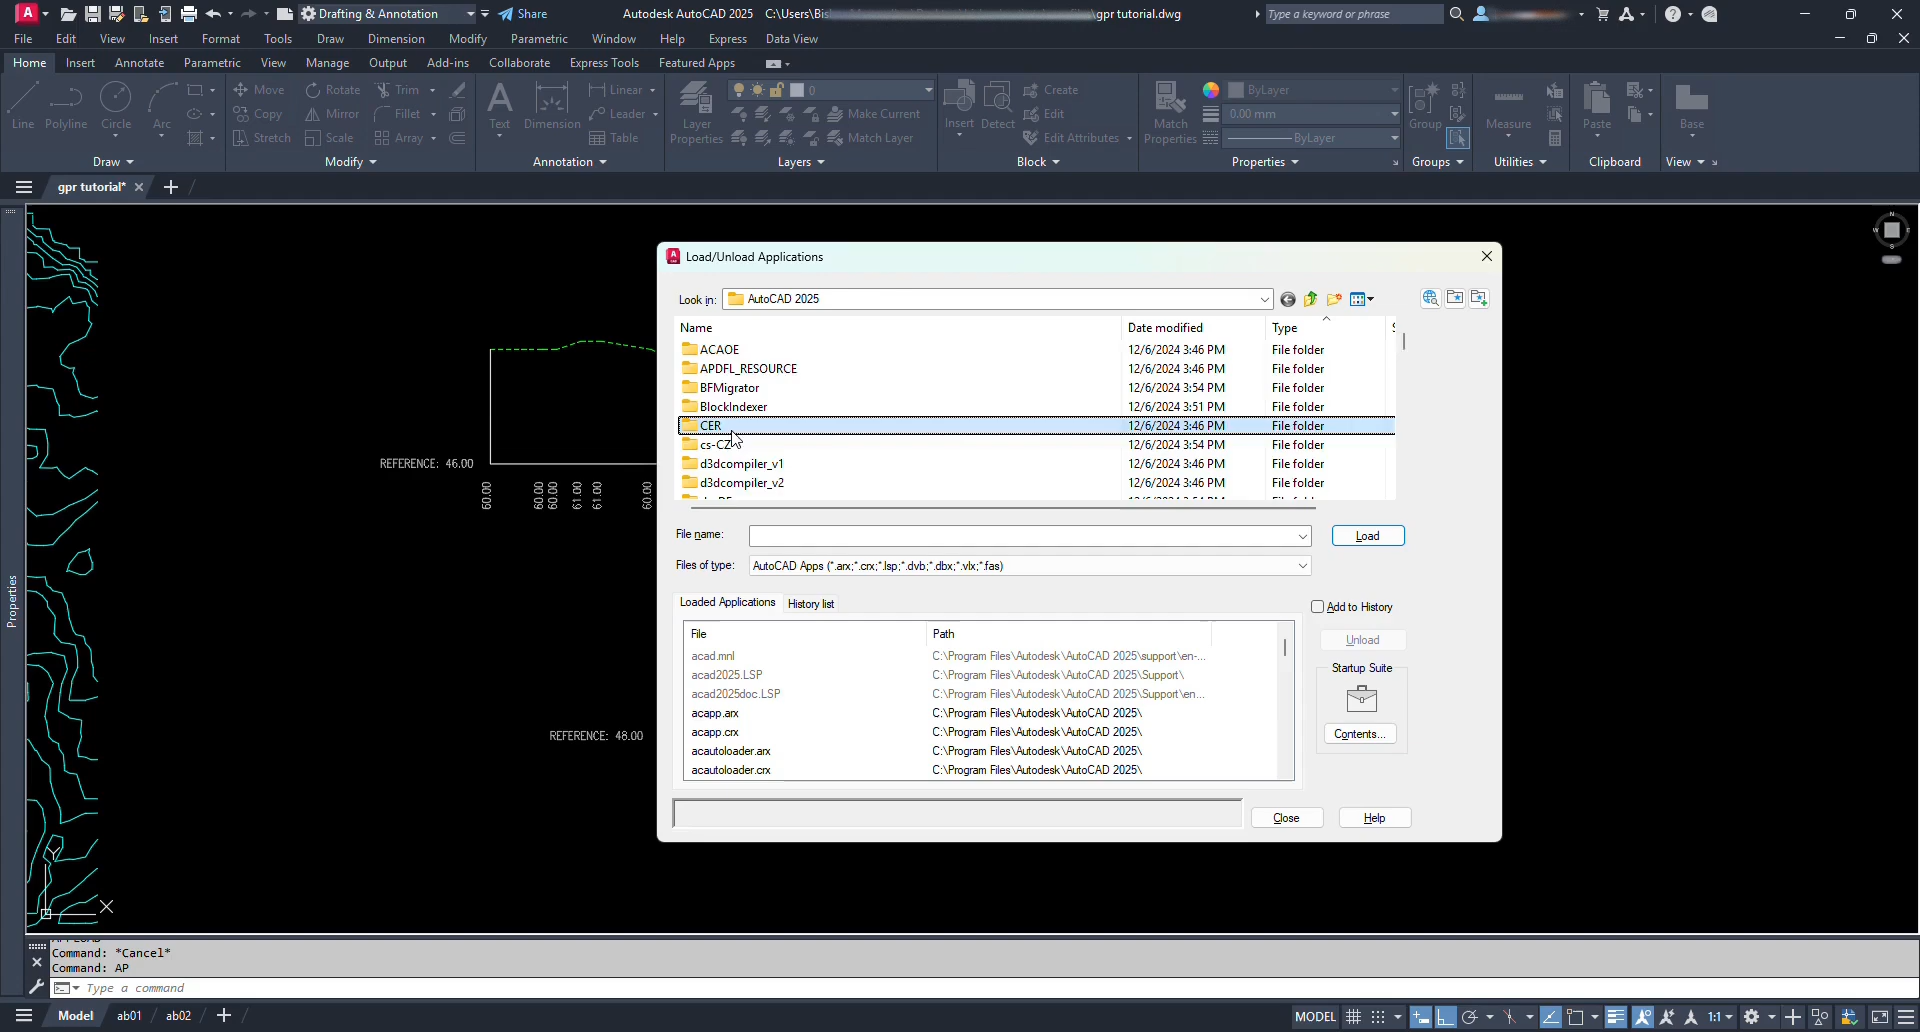 Drafting & Annotation Share Autodesk AutoCAD 2025 C:\Users\Bis \gpr tutorial.dwg Type a keyword or phrase
File Edit View Insert Format Tools Draw Dimension Modify Parametric Window Help Express Data View
Home Insert Annotate Parametric View Manage Output Add-ins Collaborate Express Tools Featured Apps
Move Rotate Trim Linear 0 Create ByLayer
Line Polyline Circle Arc Copy Mirror Fillet Text Dimension Leader Layer Properties Make Current Insert Detect Edit Match Properties 0.00 mm Group Measure Paste Base
Stretch Scale Array Table Match Layer Edit Attributes ByLayer
Draw Modify Annotation Layers Block Properties Groups Utilities Clipboard View
gpr tutorial*
Load/Unload Applications
Look in: AutoCAD 2025
Name Date modified Type
ACAOE 12/6/2024 3:46 PM File folder
APDFL_RESOURCE 12/6/2024 3:46 PM File folder
BFMigrator 12/6/2024 3:54 PM File folder
BlockIndexer 12/6/2024 3:51 PM File folder
CER 12/6/2024 3:46 PM File folder
cs-CZ 12/6/2024 3:54 PM File folder
d3dcompiler_v1 12/6/2024 3:46 PM File folder
d3dcompiler_v2 12/6/2024 3:46 PM File folder
File name: Load
Files of type: AutoCAD Apps (*.arx;*.crx;*.lsp;*.dvb;*.dbx;*.vlx;*.fas)
Loaded Applications History list Add to History
File Path Unload
acad.mnl C:\Program Files\Autodesk\AutoCAD 2025\support\en-...
acad2025.LSP C:\Program Files\Autodesk\AutoCAD 2025\Support\
acad2025doc.LSP C:\Program Files\Autodesk\AutoCAD 2025\Support\en...
acapp.arx C:\Program Files\Autodesk\AutoCAD 2025\
acapp.crx C:\Program Files\Autodesk\AutoCAD 2025\
acautoloader.arx C:\Program Files\Autodesk\AutoCAD 2025\
acautoloader.crx C:\Program Files\Autodesk\AutoCAD 2025\
Startup Suite
Contents...
Close Help
REFERENCE: 46.00
60.00 60.00 60.00 61.00 61.00 60.00
REFERENCE: 48.00
Properties
N
W
S
Y
X
Command: *Cancel*
Command: AP
Type a command
Model ab01 ab02 MODEL 1:1